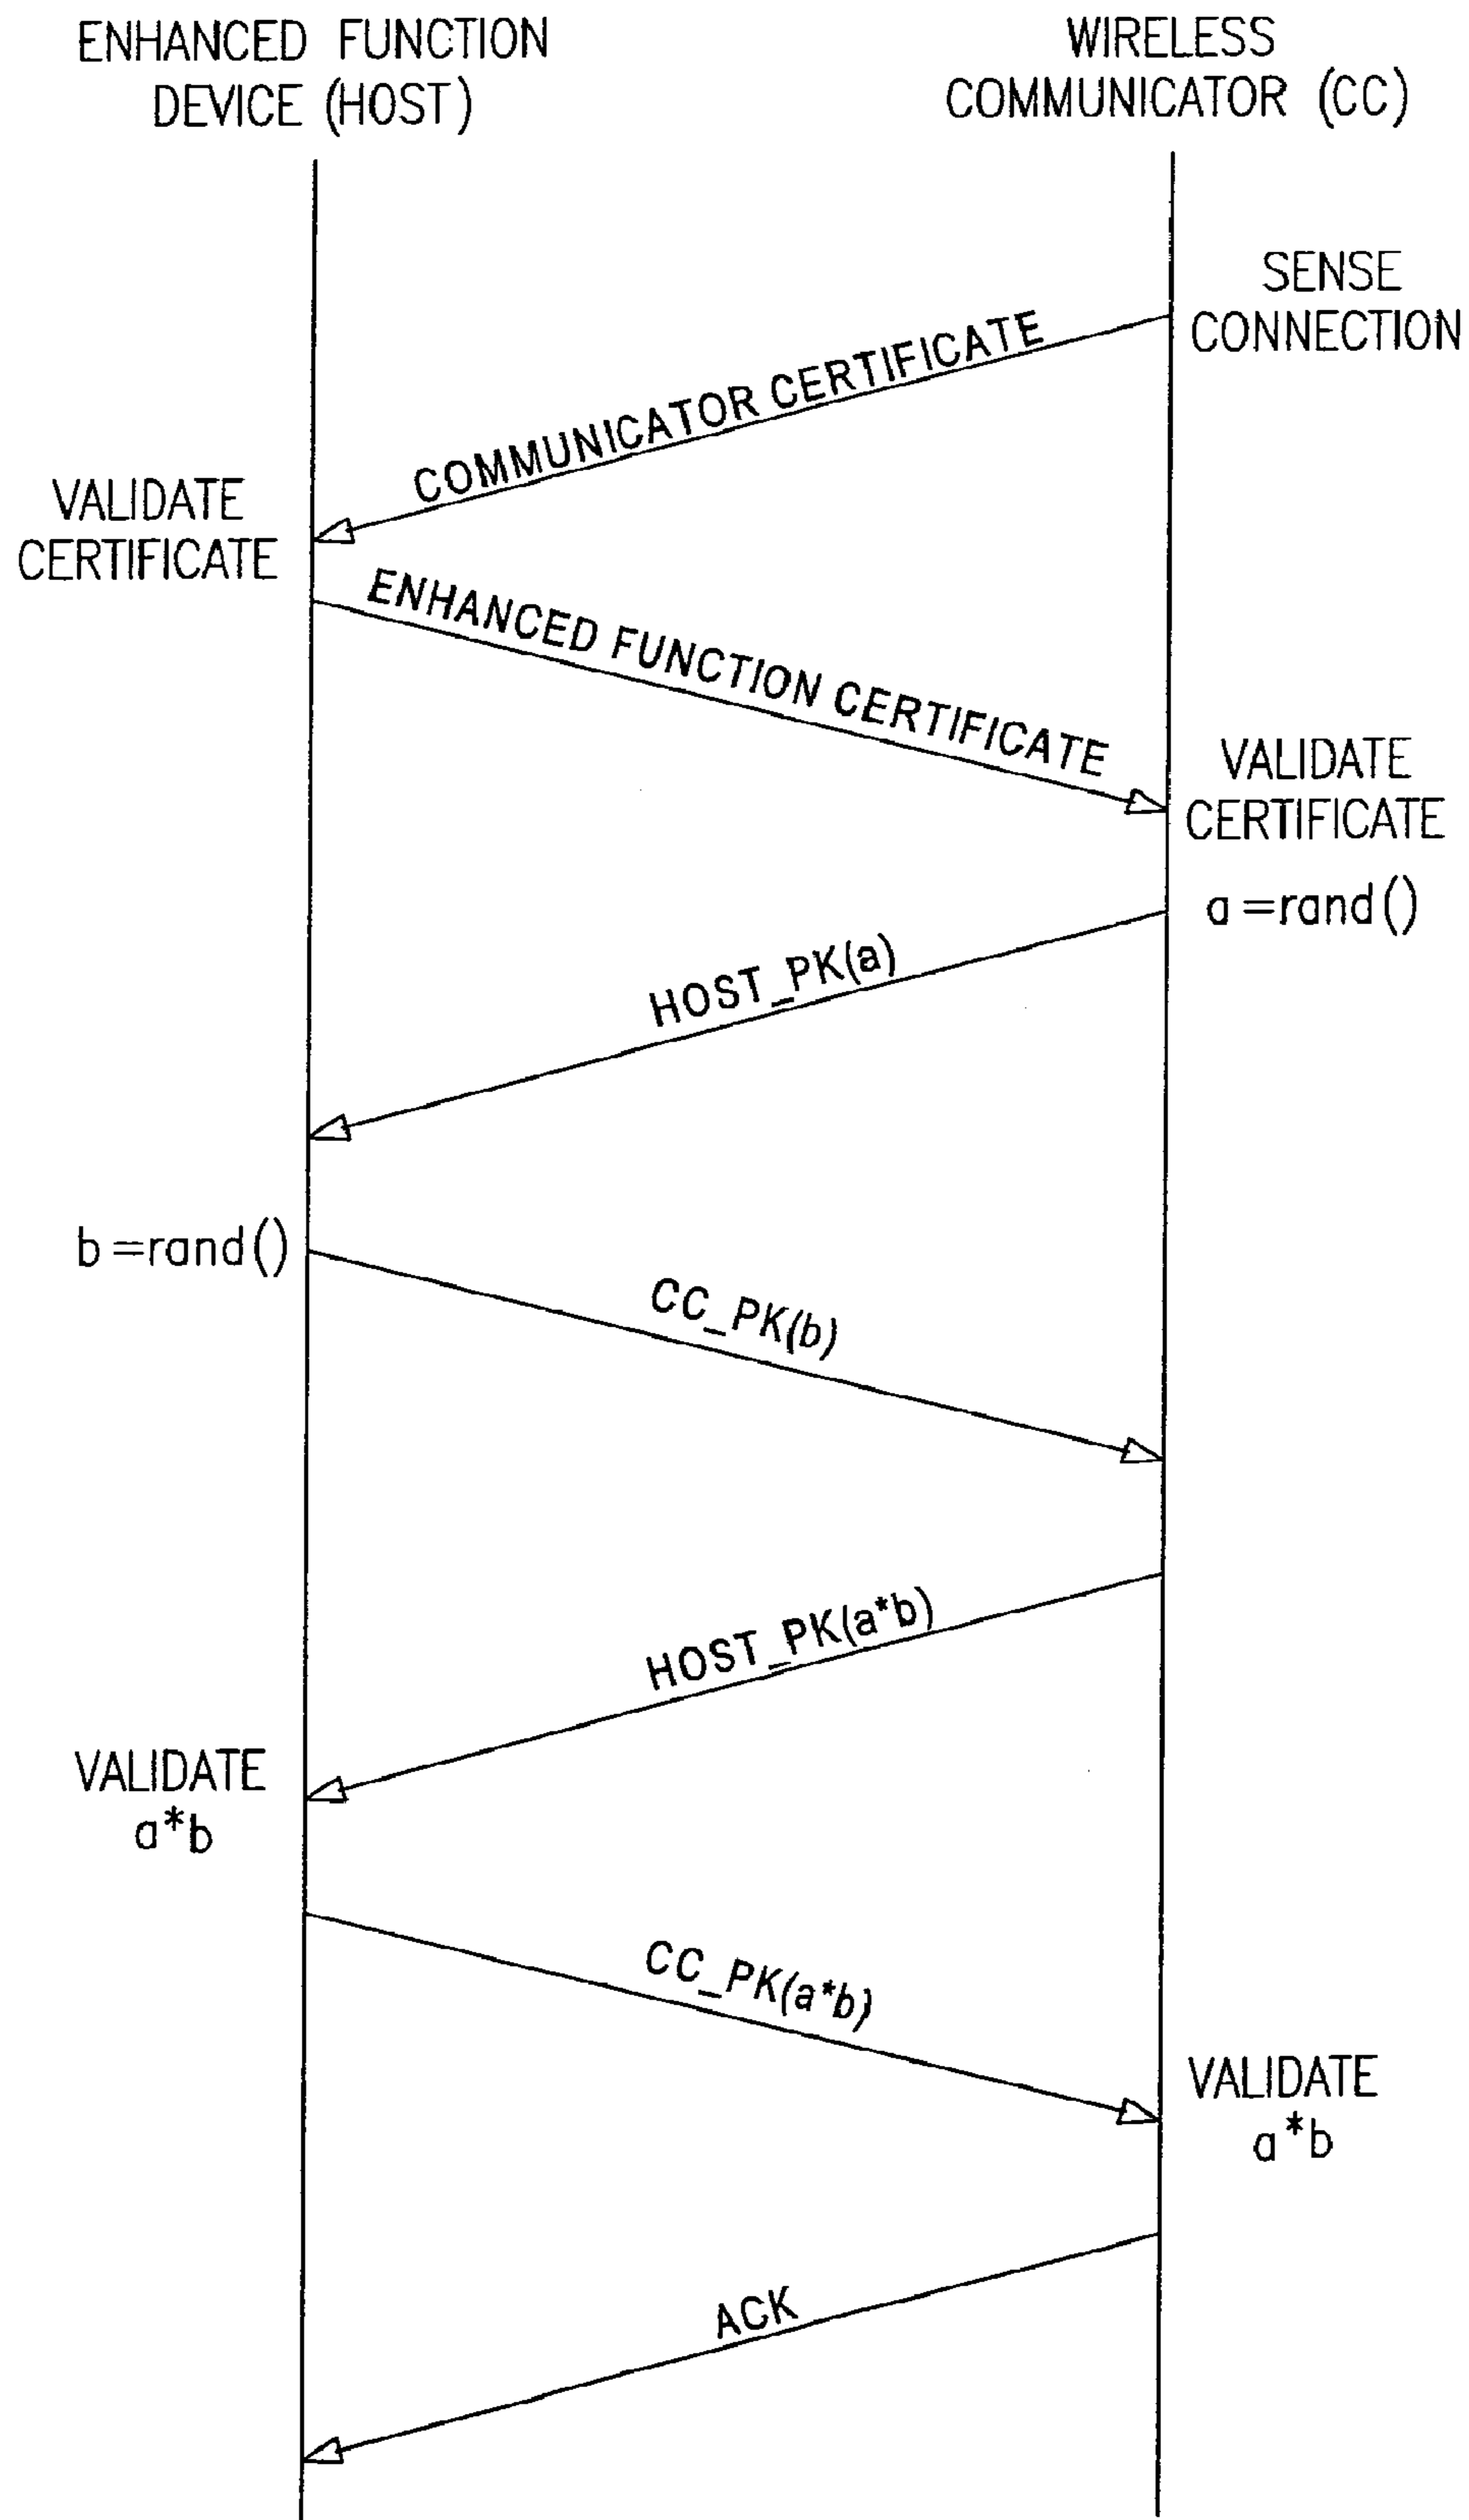 ENHANCED FUNCTION
DEVICE (HOST)
WIRELESS
COMMUNICATOR (CC)
SENSE
CONNECTION
COMMUNICATOR CERTIFICATE
VALIDATE
CERTIFICATE
ENHANCED FUNCTION CERTIFICATE
VALIDATE
CERTIFICATE
a=rand()
HOST_PK(a)
b=rand()
CC_PK(b)
HOST_PK(a*b)
VALIDATE
a*b
CC_PK(a*b)
VALIDATE
a*b
ACK